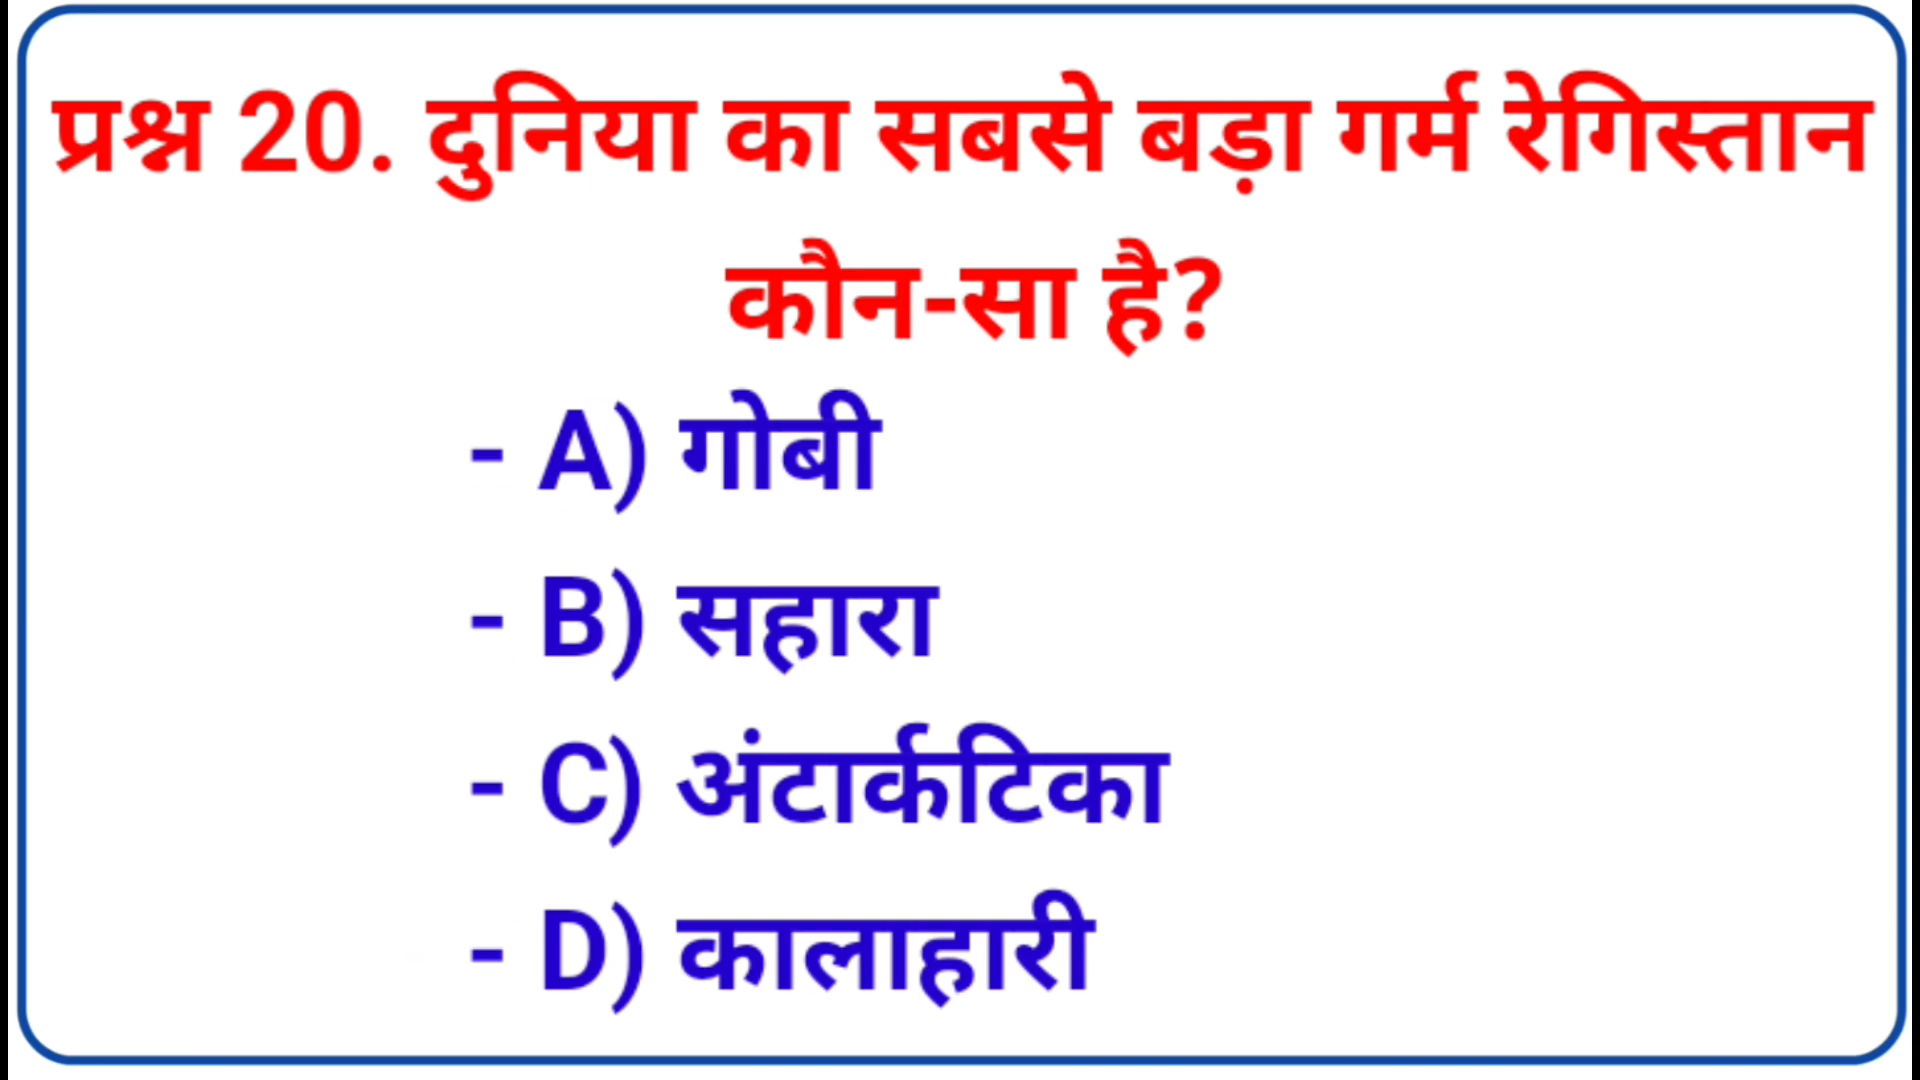 प्रश्न 20. दुनिया का सबसे बड़ा गर्म रेगिस्तान
कौन-सा है?
- A) गोबी
- B) सहारा
- C) अंटार्कटिका
- D) कालाहारी